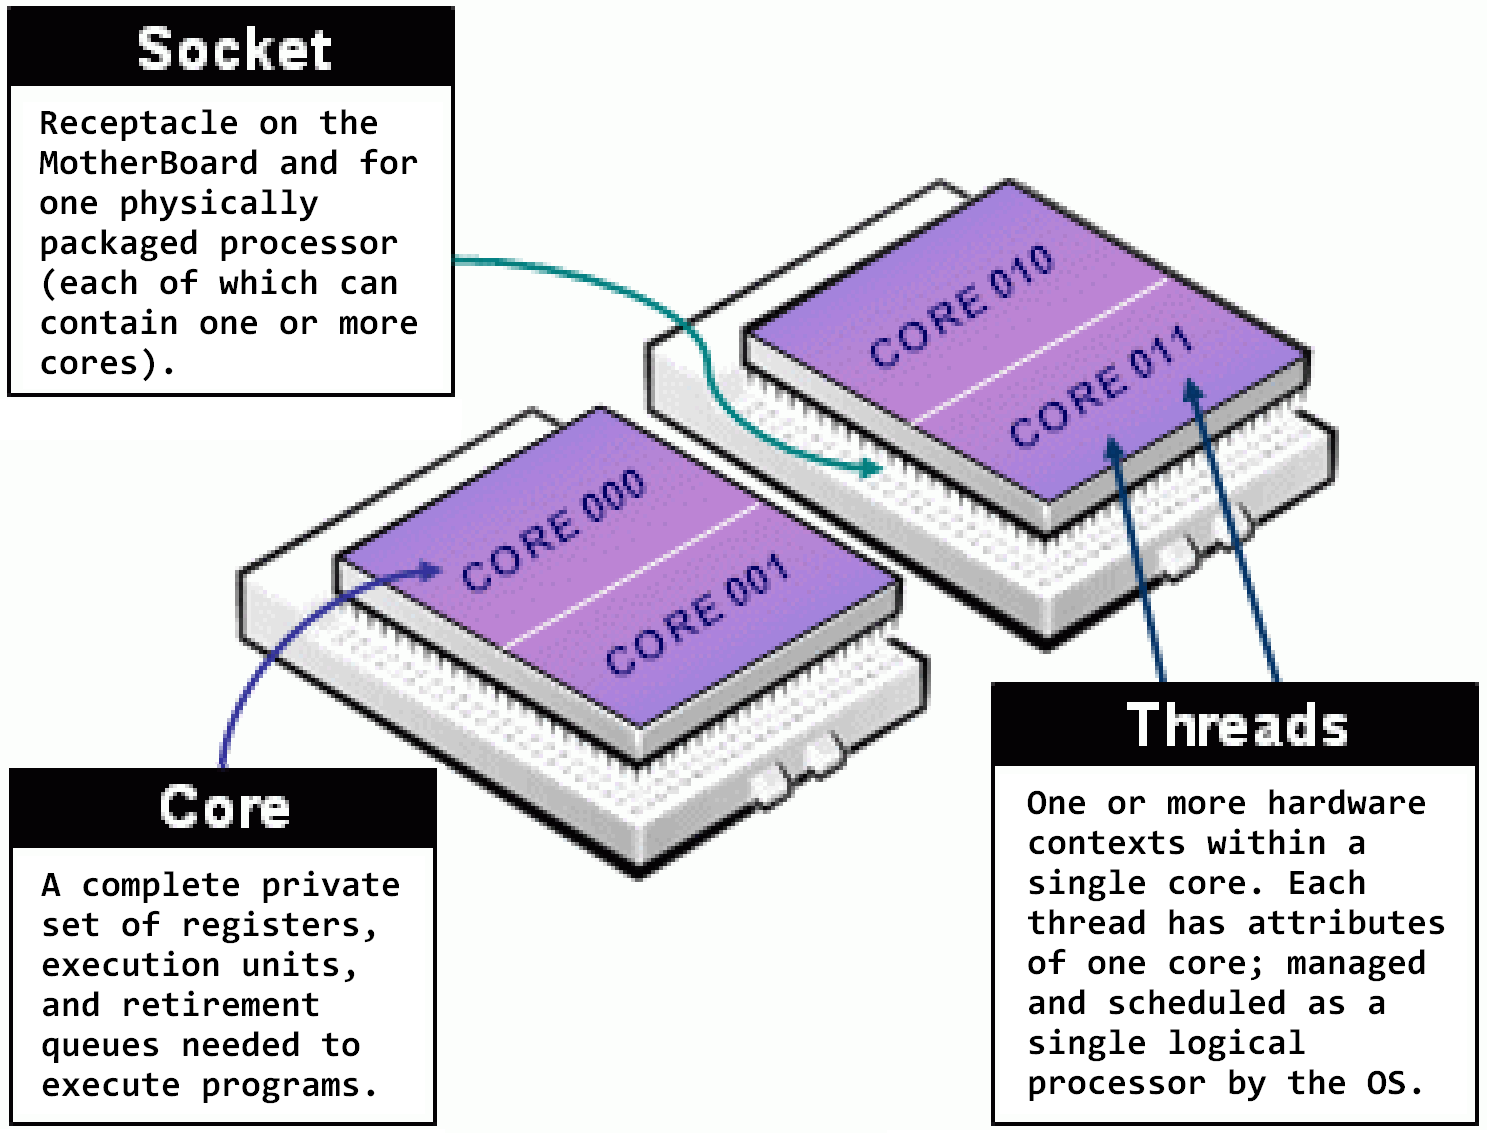 Socket
Receptacle on the
MotherBoard and for
one physically
packaged processor
(each of which can
contain one or more
cores).
CORE 010
CORE 011
CORE 000
CORE 001
Core
A complete private
set of registers,
execution units,
and retirement
queues needed to
execute programs.
Threads
One or more hardware
contexts within a
single core. Each
thread has attributes
of one core; managed
and scheduled as a
single logical
processor by the OS.